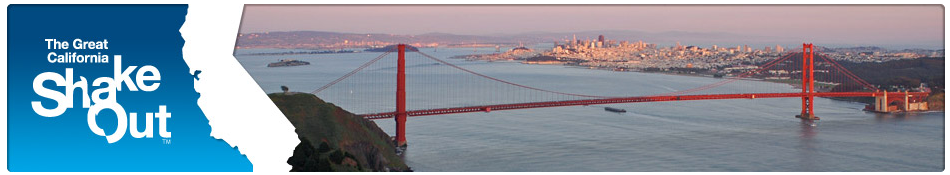 The Great
California
Shake
Out
TM